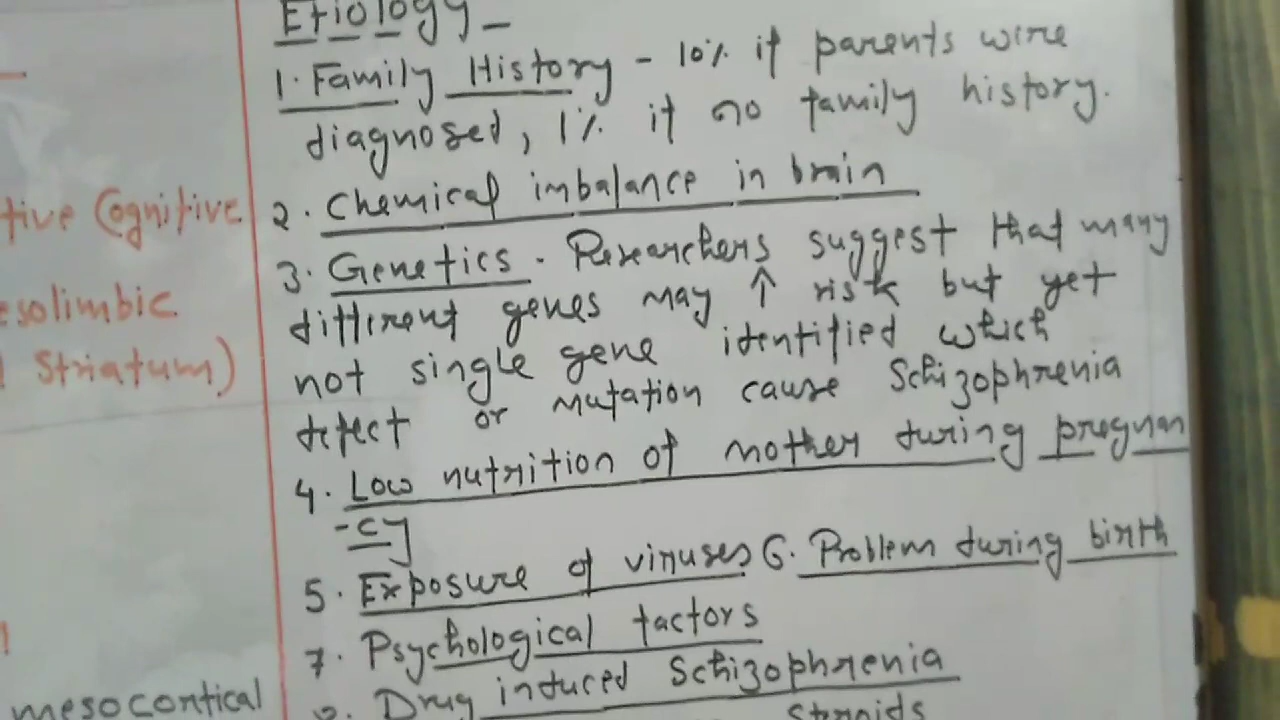 Etiology -
1. Family History - 10% if parents were
diagnosed, 1% if no family history.
2. Chemical imbalance in brain
3. Genetics. Researchers suggest that many
different genes may ↑ risk but yet
not single gene identified which
defect or mutation cause Schizophrenia
4. Low nutrition of mother during pregnan
-cy
5. Exposure of viruses 6. Problem during birth
7. Psychological factors
8. Drug induced Schizophrenia
steroids
tive Cognitive
esolimbic
Striatum)
mesocortical